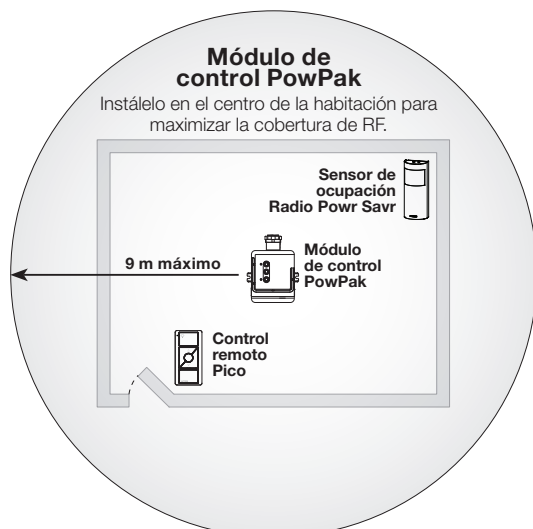 Módulo de
control PowPak
Instálelo en el centro de la habitación para
maximizar la cobertura de RF.
Sensor de
ocupación
Radio Powr Savr
9 m máximo
Módulo
de control
PowPak
Control
remoto
Pico